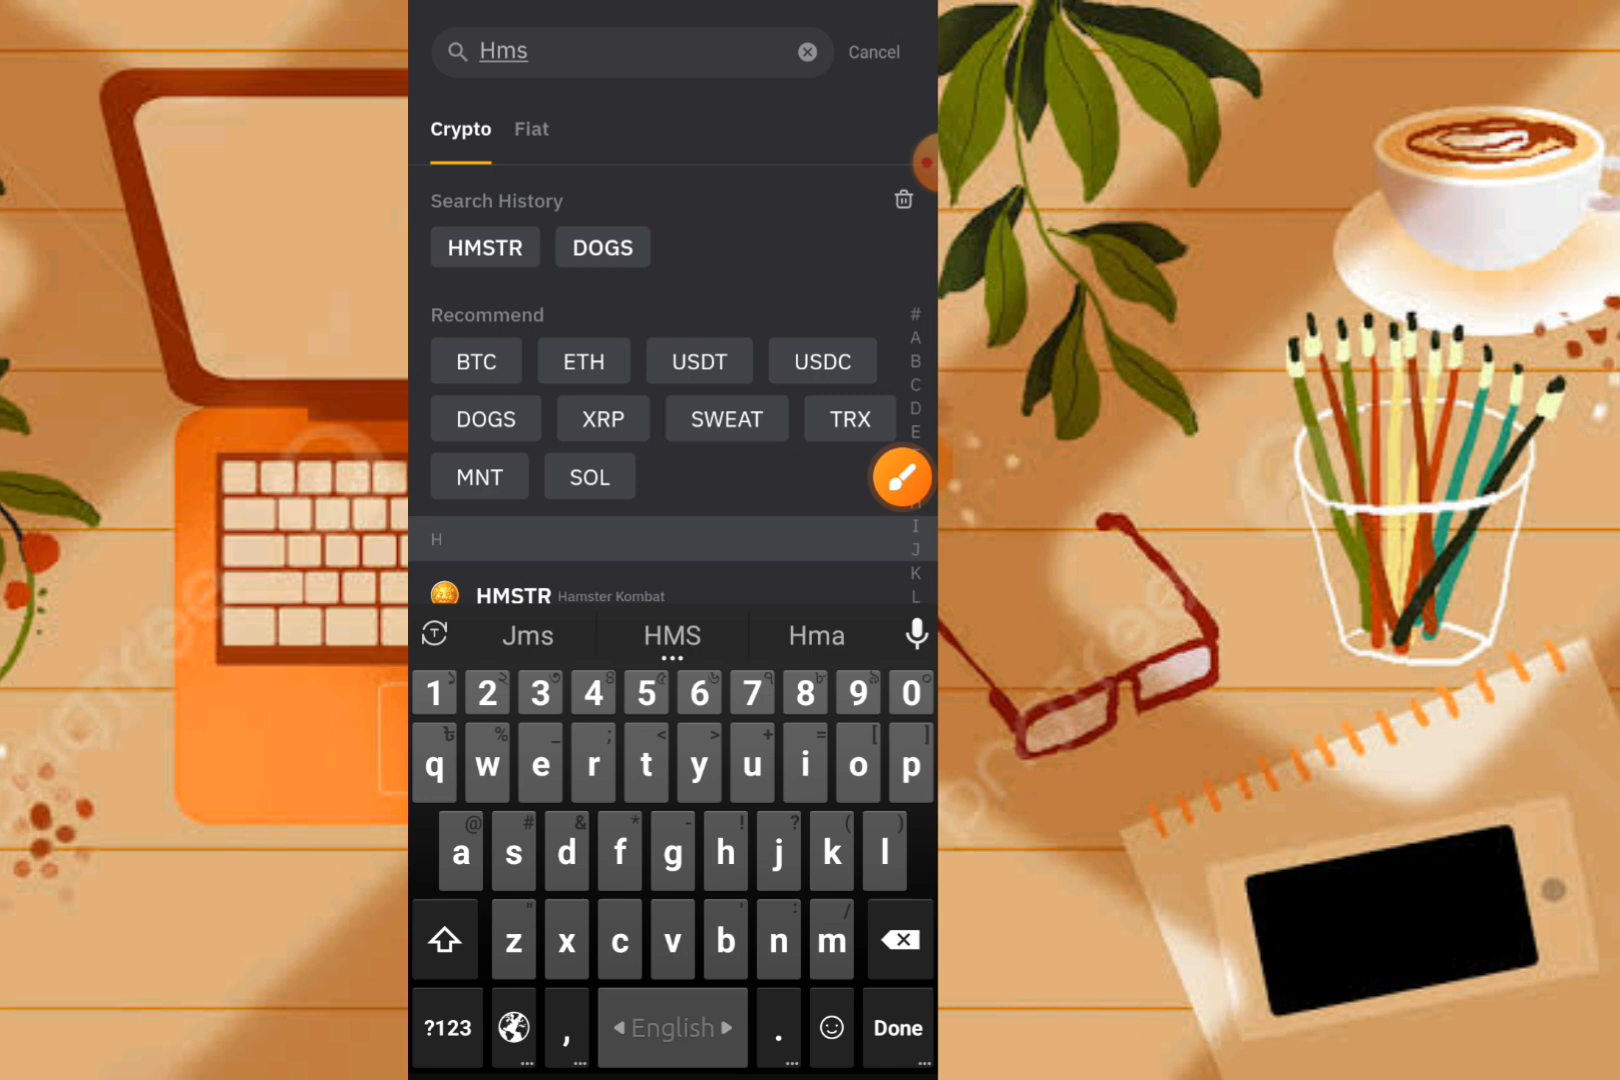 Hms
Cancel
Crypto Fiat
Search History
HMSTR DOGS
Recommend
BTC ETH USDT USDC
DOGS XRP SWEAT TRX
MNT SOL
#
A
B
C
D
E
I
J
K
L
H
HMSTR Hamster Kombat
Jms HMS Hma
1 2 3 4 5 6 7 8 9 0
q w e r t y u i o p
a s d f g h j k l
z x c v b n m
?123 , English . Done